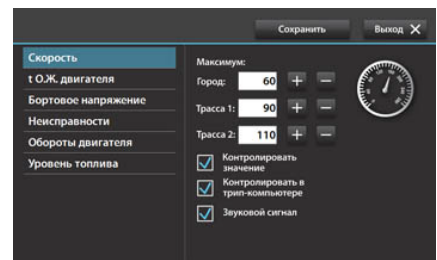 Сохранить
Выход
Скорость
t О.Ж. двигателя
Бортовое напряжение
Неисправности
Обороты двигателя
Уровень топлива
Максимум:
Город: 60 + −
Трасса 1: 90 + −
Трасса 2: 110 + −
Контролировать
значение
Контролировать в
трип-компьютере
Звуковой сигнал